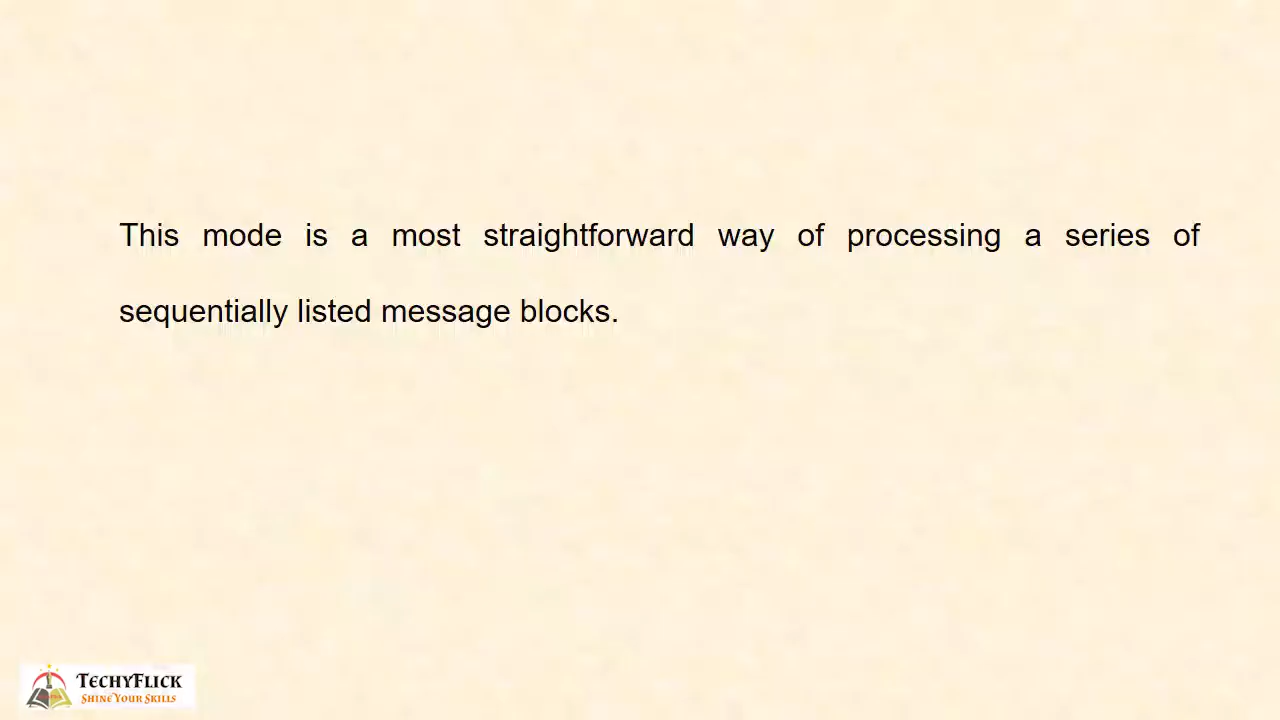 This mode is a most straightforward way of processing a series of
sequentially listed message blocks.
TechyFlick
Shine Your Skills